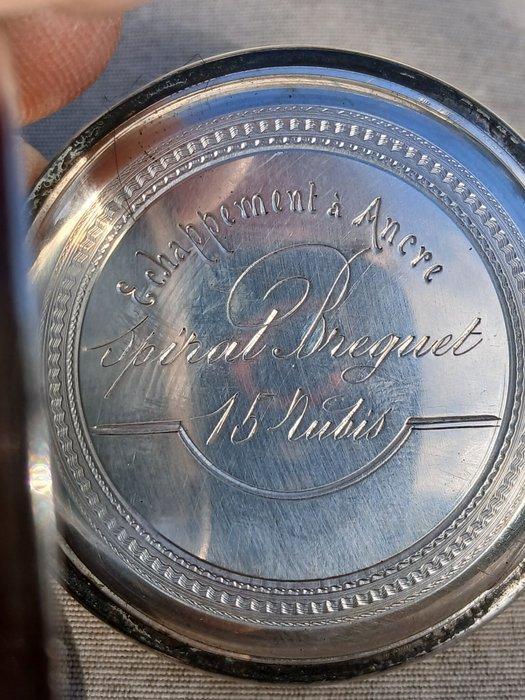 Echappement à Ancre
Spiral Breguet
15 Rubis